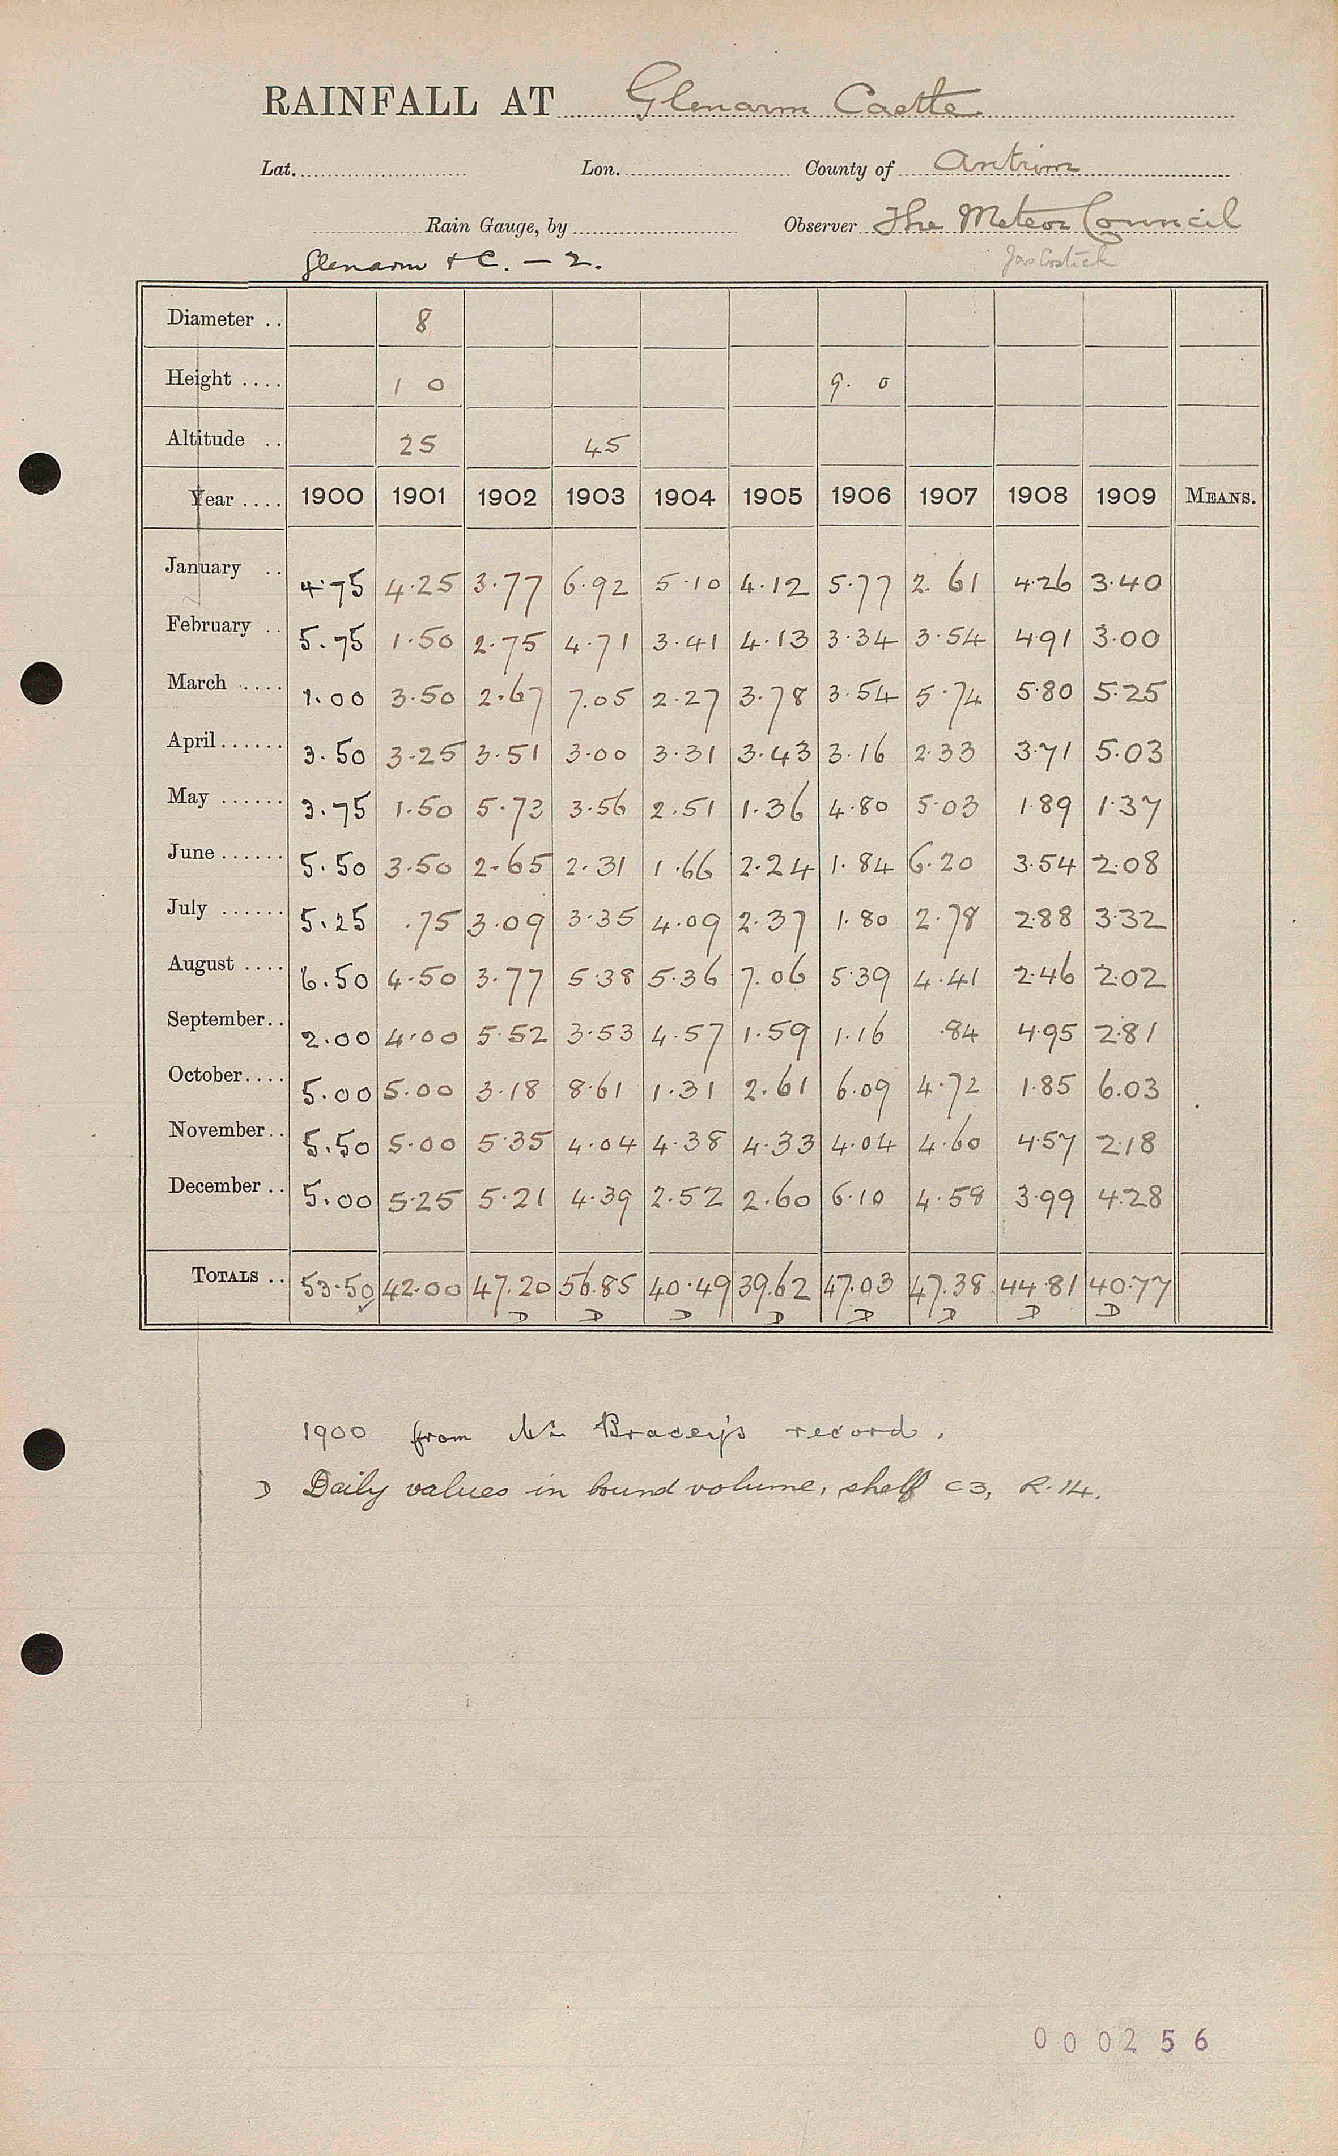 RAINFALL AT Glenarm Castle
Lat. Lon. County of Antrim
Rain Gauge, by Observer The Meteor Council
Glenarm & C. – 2. Jas Costick
Diameter .. 8
Height .... 1 0 9. 0
Altitude .. 25 45
Year .... 1900 1901 1902 1903 1904 1905 1906 1907 1908 1909 MEANS.
January .. 4.75 4.25 3.77 6.92 5.10 4.12 5.77 2.61 4.26 3.40
February .. 5.75 1.50 2.75 4.71 3.41 4.13 3.34 3.54 4.91 3.00
March .... 1.00 3.50 2.67 7.05 2.27 3.78 3.54 5.74 5.80 5.25
April ...... 3.50 3.25 3.51 3.00 3.31 3.43 3.16 2.33 3.71 5.03
May ...... 3.75 1.50 5.73 3.56 2.51 1.36 4.80 5.03 1.89 1.37
June ...... 5.50 3.50 2.65 2.31 1.66 2.24 1.84 6.20 3.54 2.08
July ...... 5.25 .75 3.09 3.35 4.09 2.37 1.80 2.78 2.88 3.32
August .... 6.50 4.50 3.77 5.38 5.36 7.06 5.39 4.41 2.46 2.02
September .. 2.00 4.00 5.52 3.53 4.57 1.59 1.16 .84 4.95 2.81
October .... 5.00 5.00 3.18 8.61 1.31 2.61 6.09 4.72 1.85 6.03
November .. 5.50 5.00 5.35 4.04 4.38 4.33 4.04 4.60 4.57 2.18
December .. 5.00 5.25 5.21 4.39 2.52 2.60 6.10 4.58 3.99 4.28
TOTALS .. 53.50 42.00 47.20 56.85 40.49 39.62 47.03 47.38 44.81 40.77
D D D D D D D D
1900 from Mr Bracey's record.
D Daily values in bound volume, shelf C3, R.14.
000256